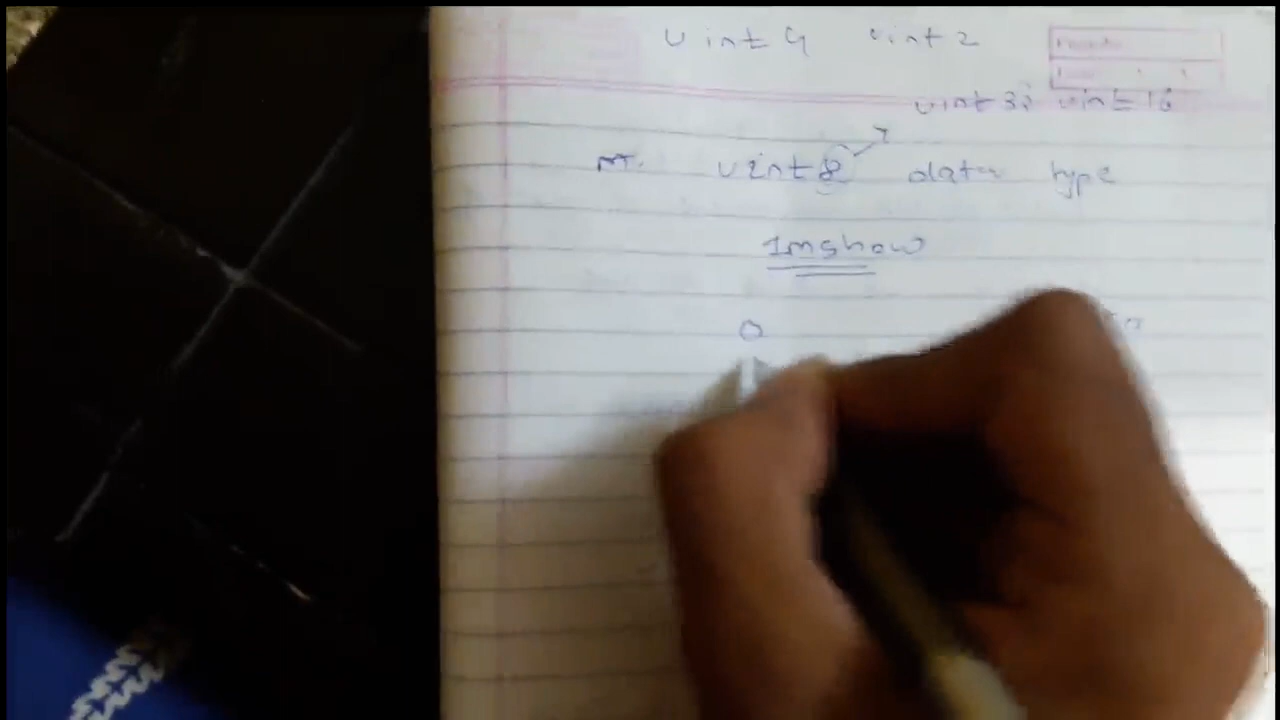 uint4 uint2
uint32 uint16
uint8 data type
Imshow
0